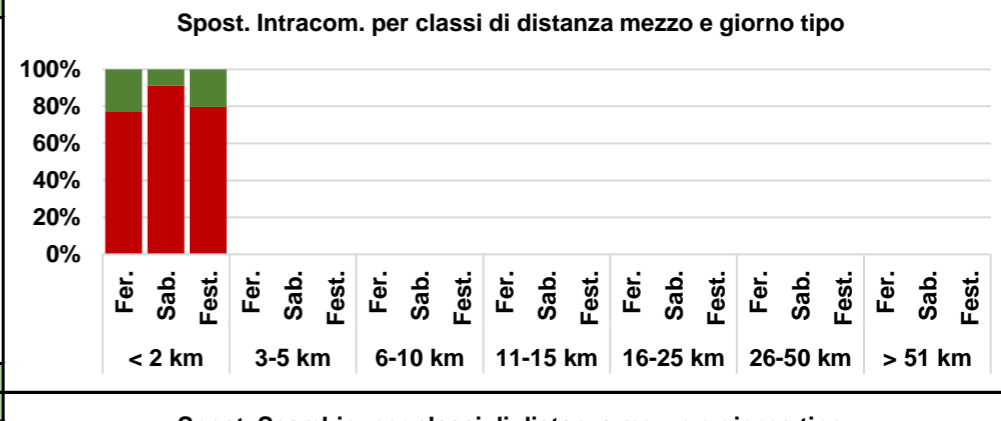 Spost. Intracom. per classi di distanza mezzo e giorno tipo
100%
80%
60%
40%
20%
0%
Fer. Sab. Fest. Fer. Sab. Fest. Fer. Sab. Fest. Fer. Sab. Fest. Fer. Sab. Fest. Fer. Sab. Fest. Fer. Sab. Fest.
< 2 km 3-5 km 6-10 km 11-15 km 16-25 km 26-50 km > 51 km